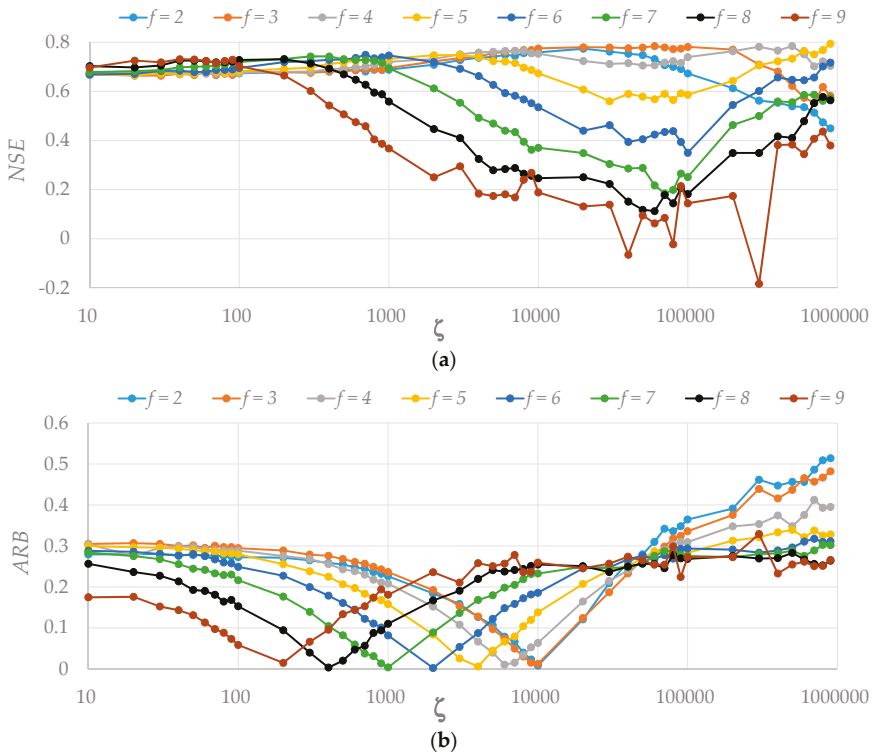 f = 2 f = 3 f = 4 f = 5 f = 6 f = 7 f = 8 f = 9
0.8
0.6
0.4
0.2
0
-0.2
NSE
10 100 1000 10000 100000 1000000
ζ
(a)
f = 2 f = 3 f = 4 f = 5 f = 6 f = 7 f = 8 f = 9
0.6
0.5
0.4
0.3
0.2
0.1
0
ARB
10 100 1000 10000 100000 1000000
ζ
(b)